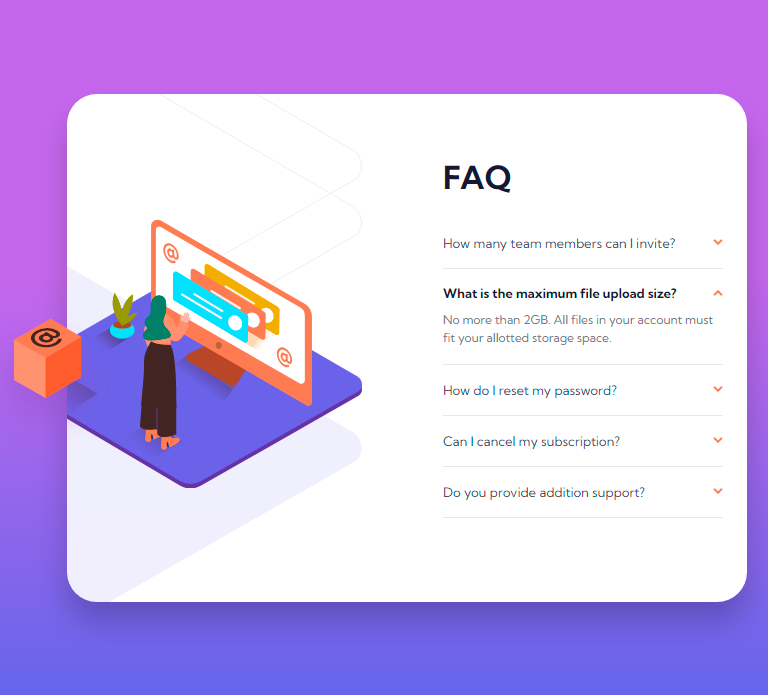 FAQ
How many team members can I invite?
What is the maximum file upload size?
No more than 2GB. All files in your account must
fit your allotted storage space.
How do I reset my password?
Can I cancel my subscription?
Do you provide addition support?
@
@
@